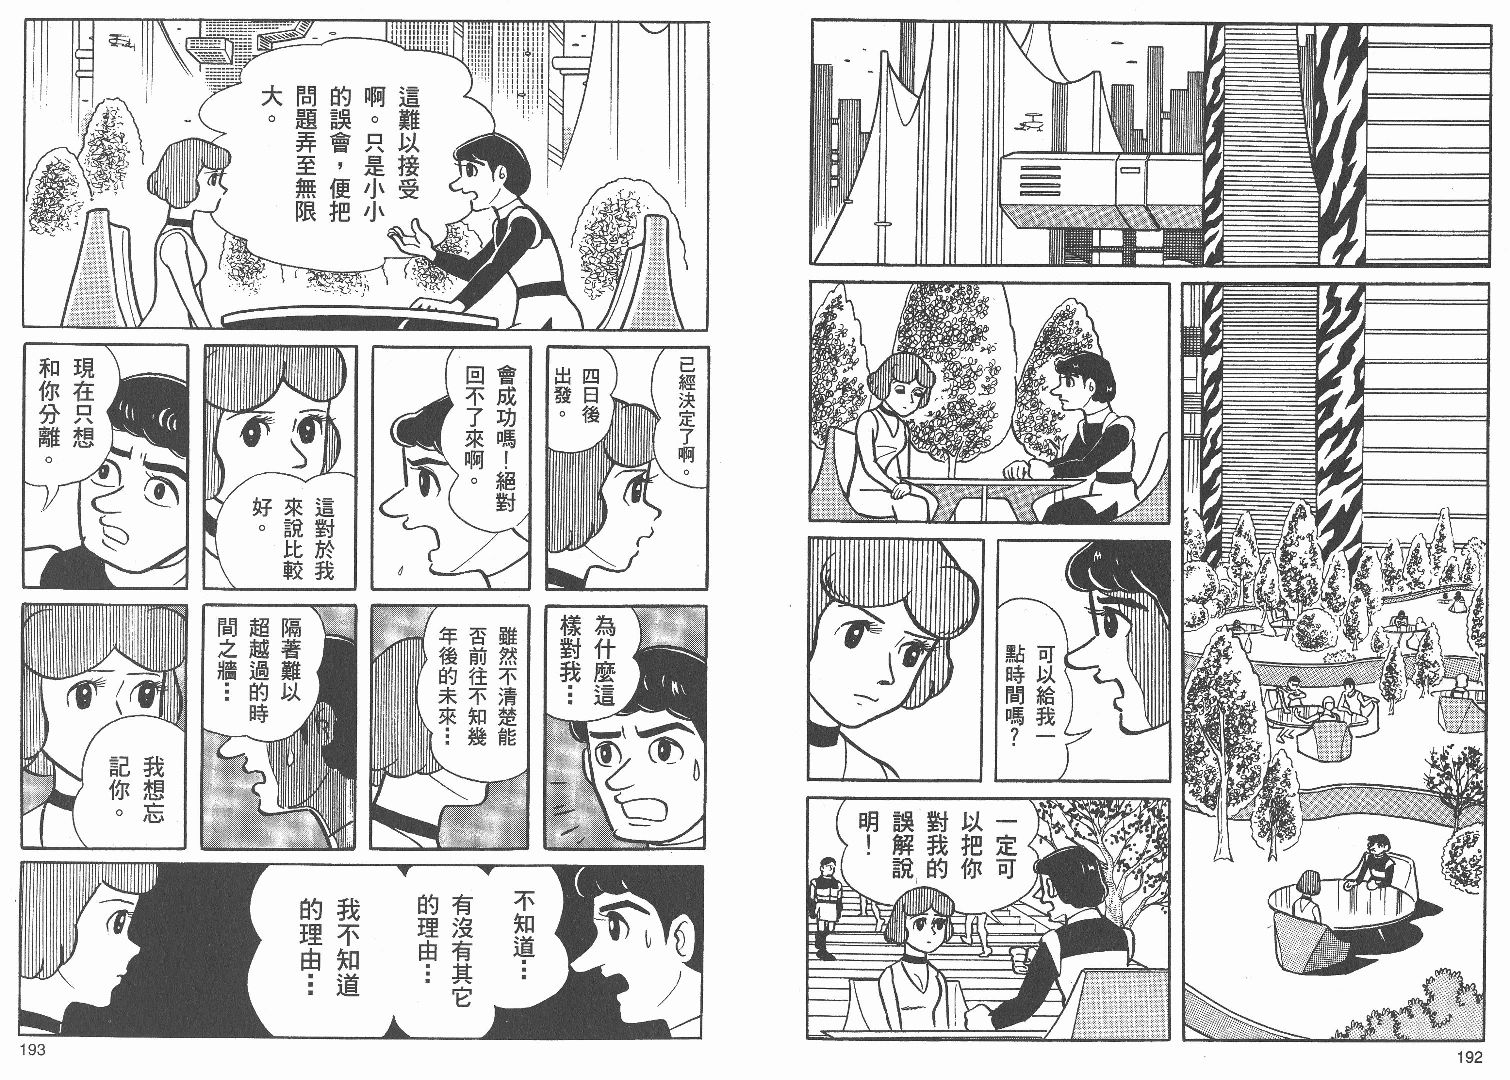 可以給我一
點時間嗎？
一定可
以把你
對我的
誤解說
明！
192
這難以接受
啊。只是小小
的誤會，便把
問題弄至無限
大。
已經決定了啊。
四日後
出發。
會成功嗎！絕對
回不了來啊。
這對於我
來說比較
好。
現在只想
和你分離。
為什麼這
樣對我…
雖然不清楚能
否前往不知幾
年後的未來…
隔著難以
超越過的時
間之牆…
我想忘
記你。
不知道…
有沒有其它
的理由…
我不知道
的理由…
193